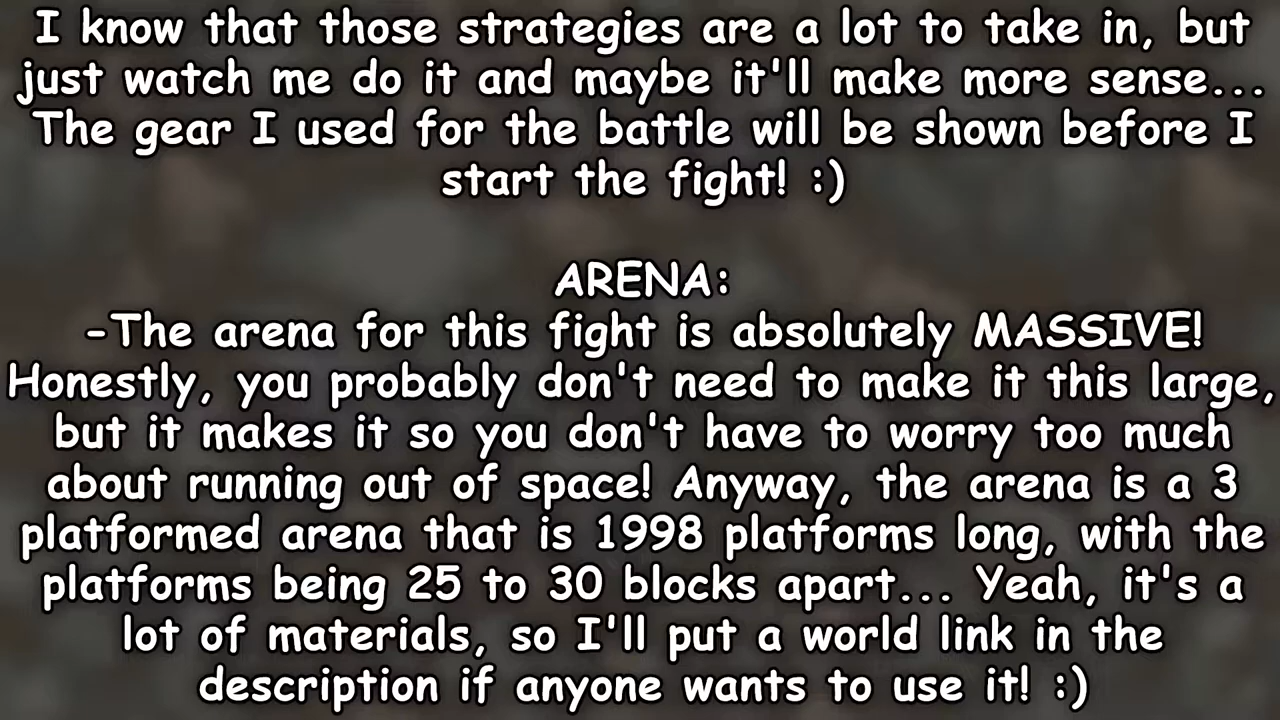 I know that those strategies are a lot to take in, but
just watch me do it and maybe it'll make more sense...
The gear I used for the battle will be shown before I
start the fight! :)
ARENA:
-The arena for this fight is absolutely MASSIVE!
Honestly, you probably don't need to make it this large,
but it makes it so you don't have to worry too much
about running out of space! Anyway, the arena is a 3
platformed arena that is 1998 platforms long, with the
platforms being 25 to 30 blocks apart... Yeah, it's a
lot of materials, so I'll put a world link in the
description if anyone wants to use it! :)